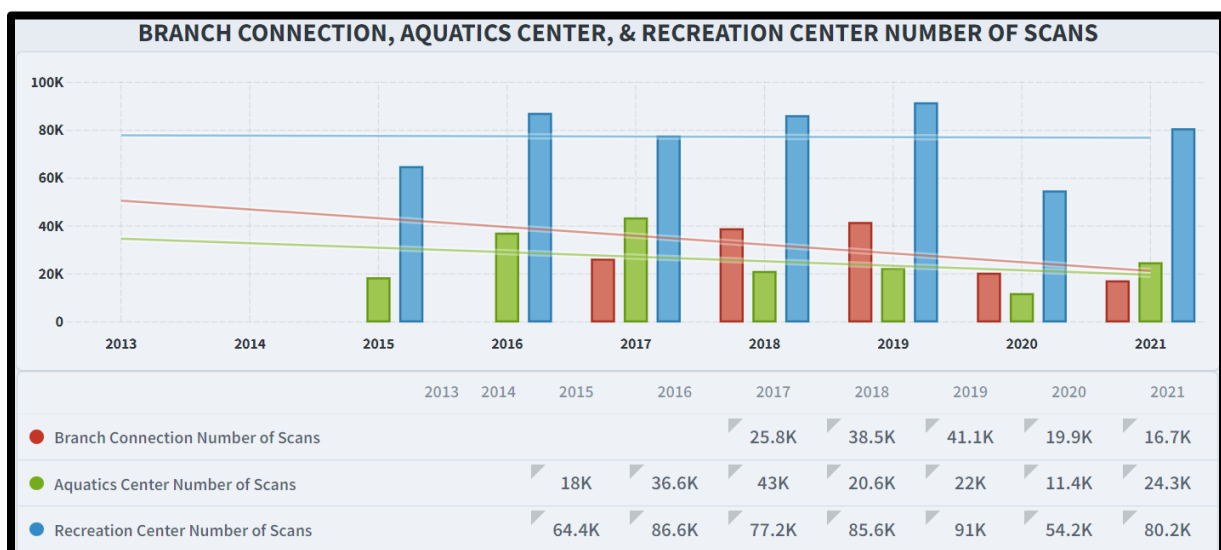 BRANCH CONNECTION, AQUATICS CENTER, & RECREATION CENTER NUMBER OF SCANS
100K
80K
60K
40K
20K
0
2013 2014 2015 2016 2017 2018 2019 2020 2021
2013 2014 2015 2016 2017 2018 2019 2020 2021
Branch Connection Number of Scans 25.8K 38.5K 41.1K 19.9K 16.7K
Aquatics Center Number of Scans 18K 36.6K 43K 20.6K 22K 11.4K 24.3K
Recreation Center Number of Scans 64.4K 86.6K 77.2K 85.6K 91K 54.2K 80.2K